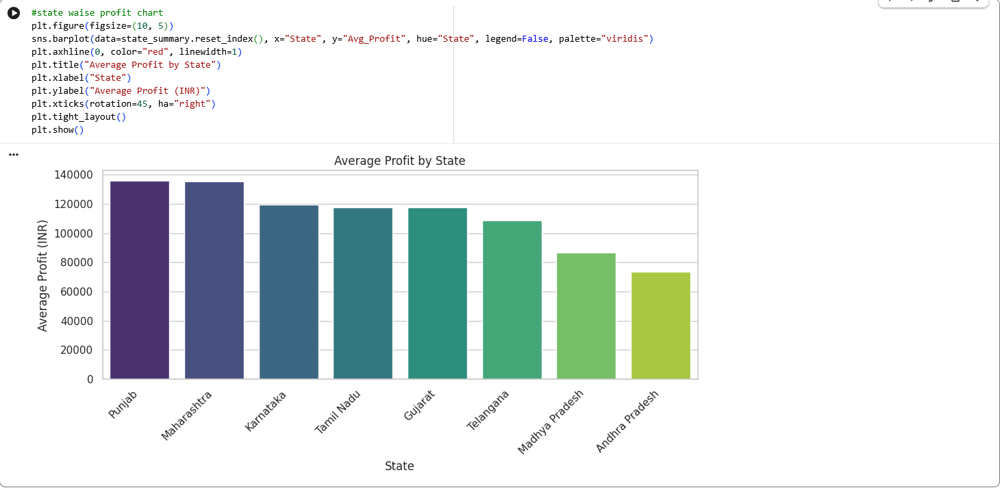 #state waise profit chart
plt.figure(figsize=(10, 5))
sns.barplot(data=state_summary.reset_index(), x="State", y="Avg_Profit", hue="State", legend=False, palette="viridis")
plt.axhline(0, color="red", linewidth=1)
plt.title("Average Profit by State")
plt.xlabel("State")
plt.ylabel("Average Profit (INR)")
plt.xticks(rotation=45, ha="right")
plt.tight_layout()
plt.show()
Average Profit by State
Average Profit (INR)
140000
120000
100000
80000
60000
40000
20000
0
Punjab
Maharashtra
Karnataka
Tamil Nadu
Gujarat
Telangana
Madhya Pradesh
Andhra Pradesh
State